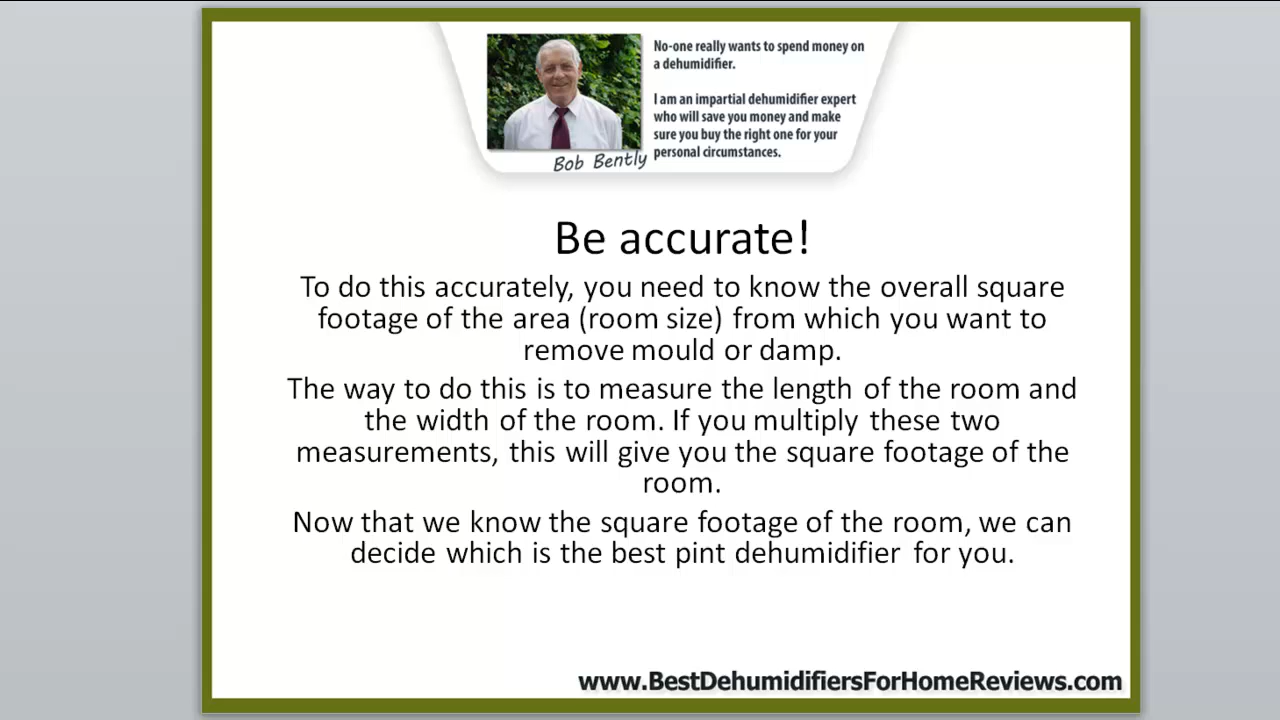 No-one really wants to spend money on
a dehumidifier.
I am an impartial dehumidifier expert
who will save you money and make
sure you buy the right one for your
personal circumstances.
Bob Bently
Be accurate!
To do this accurately, you need to know the overall square
footage of the area (room size) from which you want to
remove mould or damp.
The way to do this is to measure the length of the room and
the width of the room. If you multiply these two
measurements, this will give you the square footage of the
room.
Now that we know the square footage of the room, we can
decide which is the best pint dehumidifier for you.
www.BestDehumidifiersForHomeReviews.com